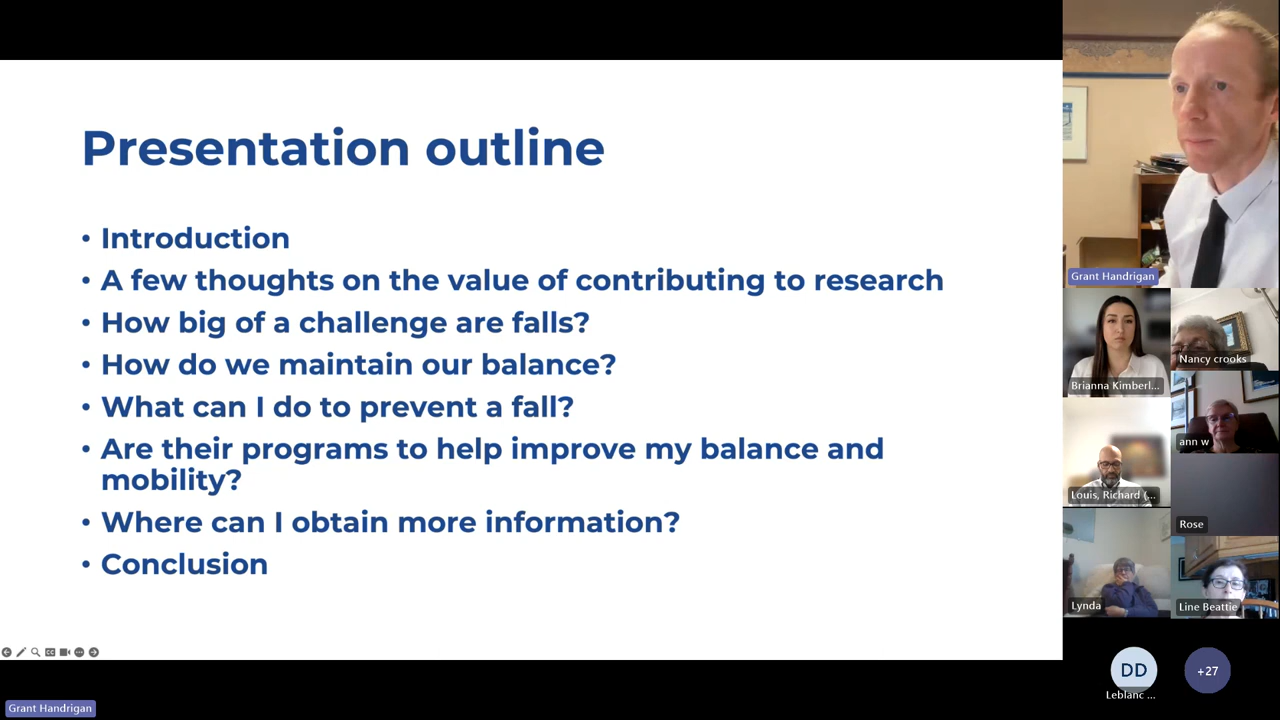 Presentation outline
• Introduction
• A few thoughts on the value of contributing to research
• How big of a challenge are falls?
• How do we maintain our balance?
• What can I do to prevent a fall?
• Are their programs to help improve my balance and
mobility?
• Where can I obtain more information?
• Conclusion
Grant Handrigan
Grant Handrigan
Brianna Kimberl...
Nancy crooks
ann w
Louis, Richard (...
Rose
Lynda
Line Beattie
DD
Leblanc ...
+27